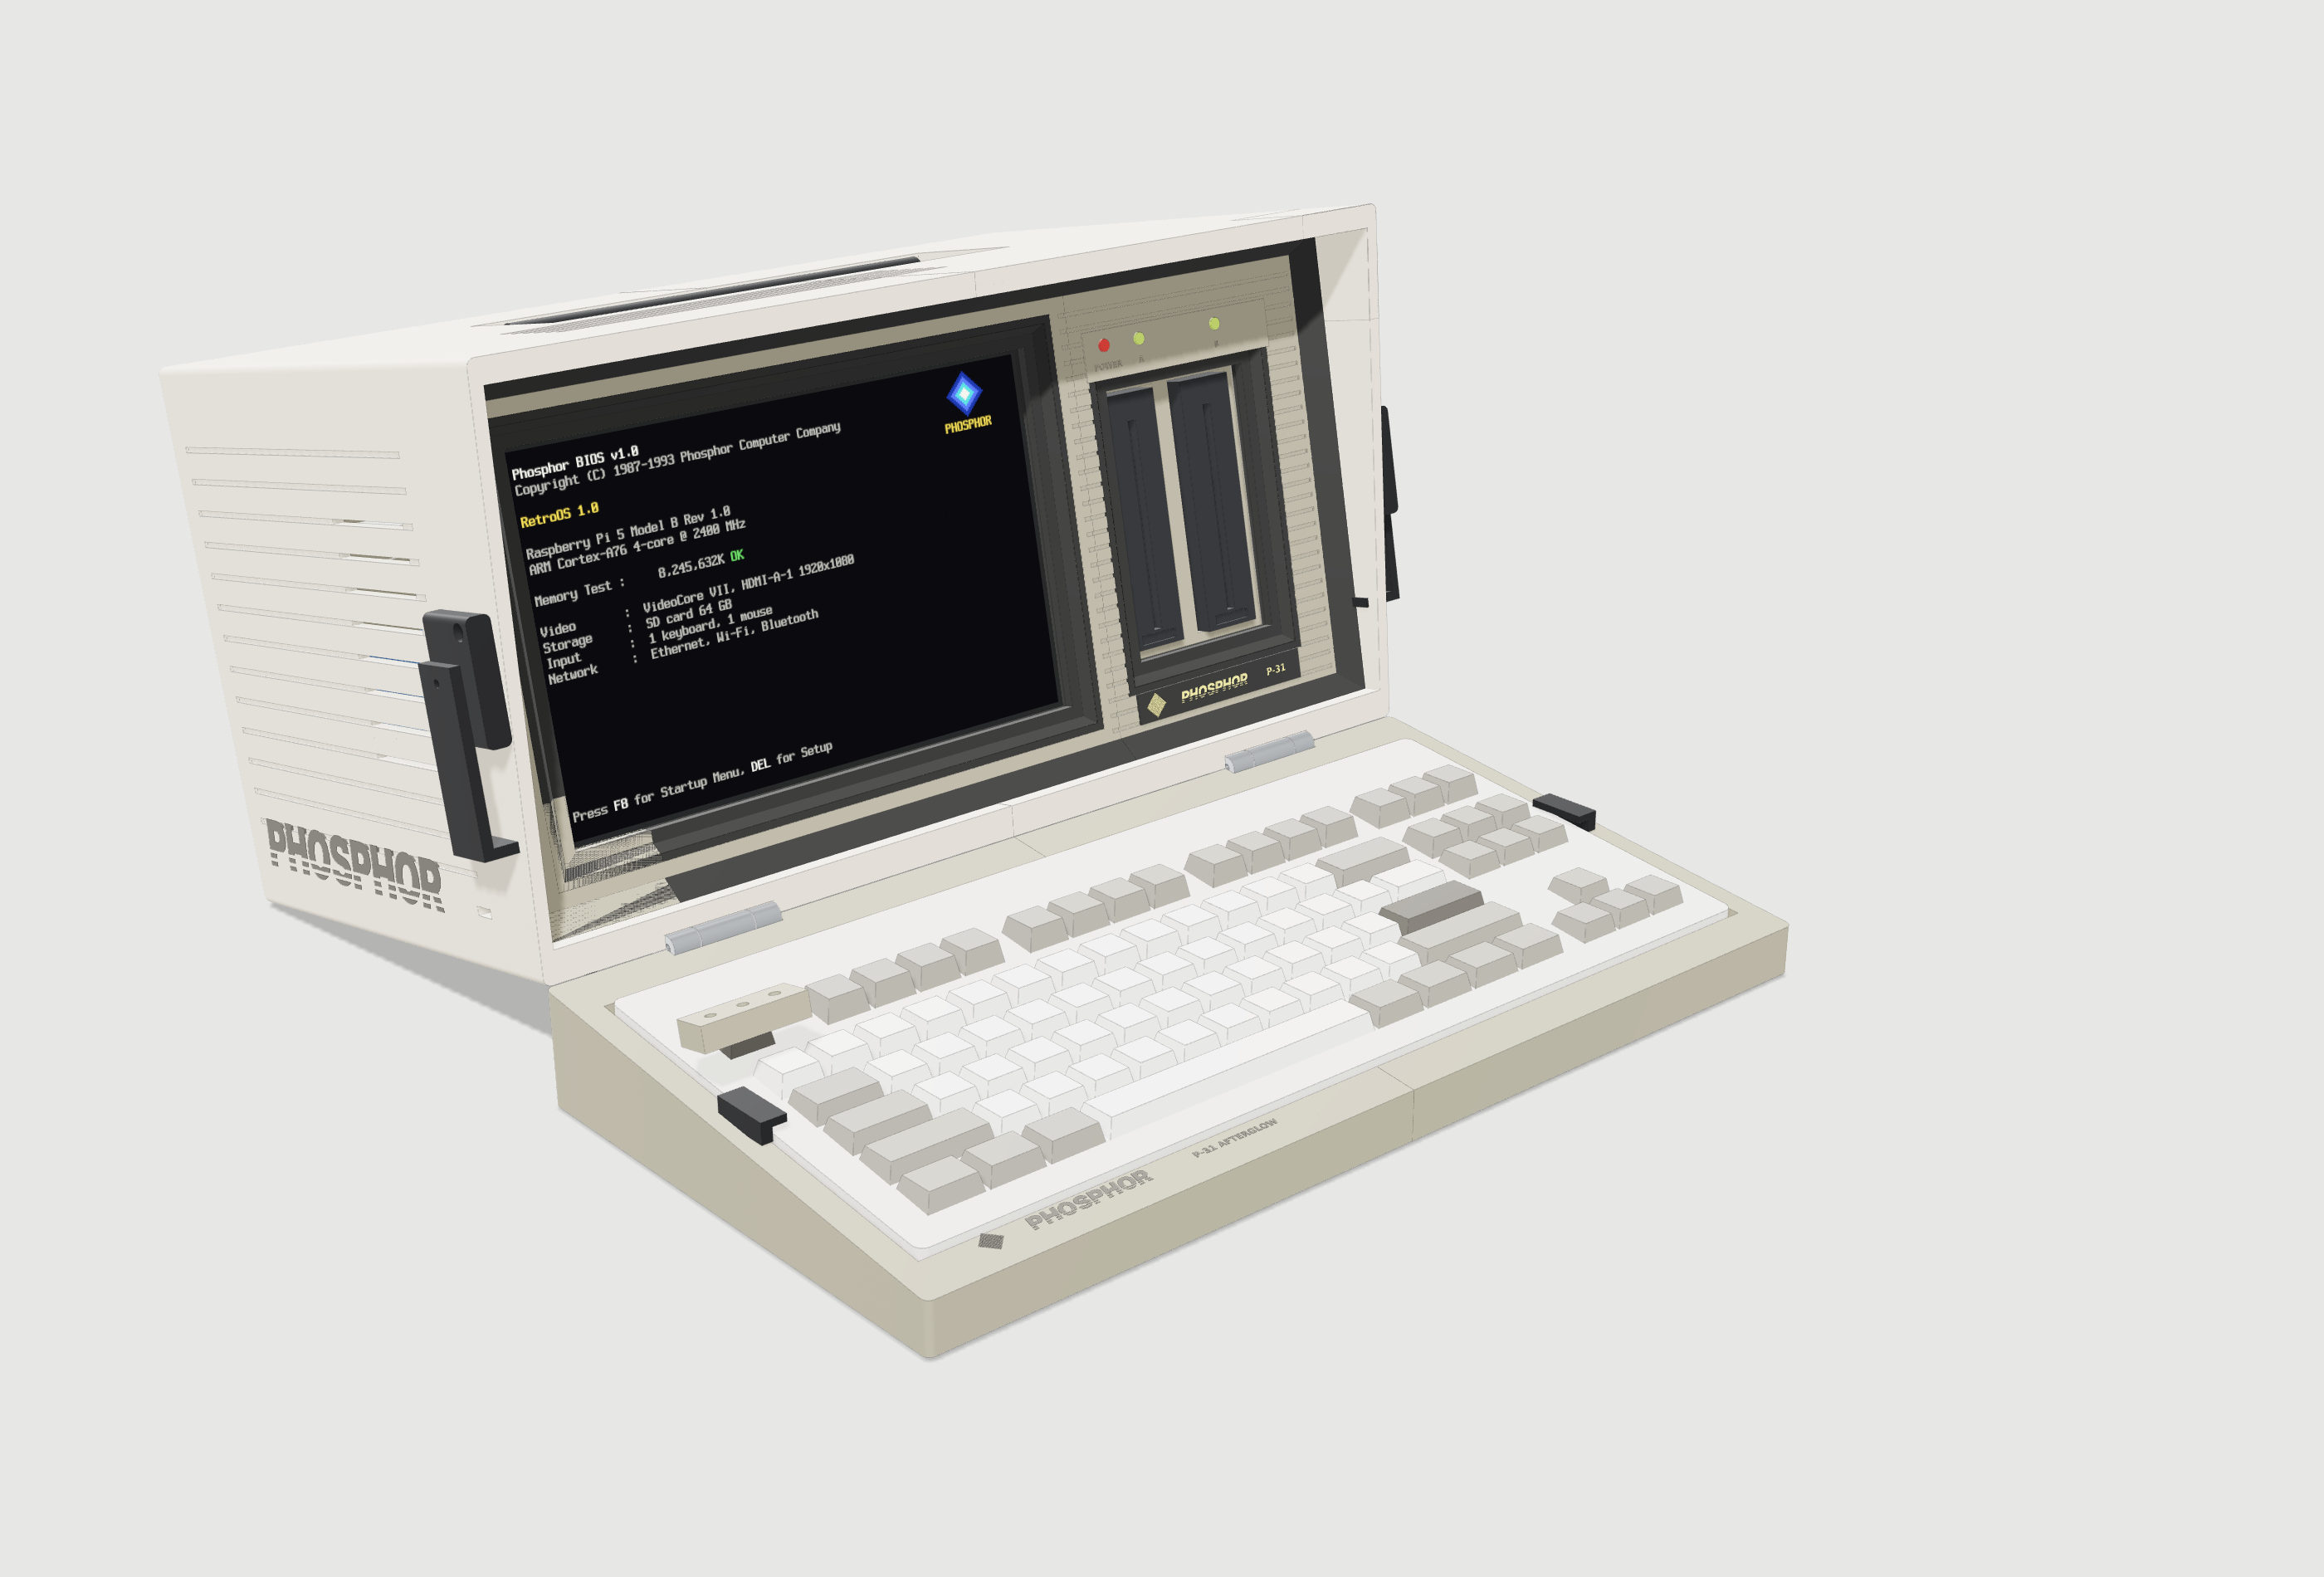 Phosphor BIOS v1.0
Copyright (C) 1987-1993 Phosphor Computer Company
PHOSPHOR
RetroOS 1.0
Raspberry Pi 5 Model B Rev 1.0
ARM Cortex-A76 4-core @ 2400 MHz
Memory Test : 8,245,632K OK
Video : VideoCore VII, HDMI-A-1 1920x1080
Storage : SD card 64 GB
Input : 1 keyboard, 1 mouse
Network : Ethernet, Wi-Fi, Bluetooth
Press F8 for Startup Menu, DEL for Setup
POWER A B
PHOSPHOR P-31
PHOSPHOR
PHOSPHOR P-31 AFTERGLOW